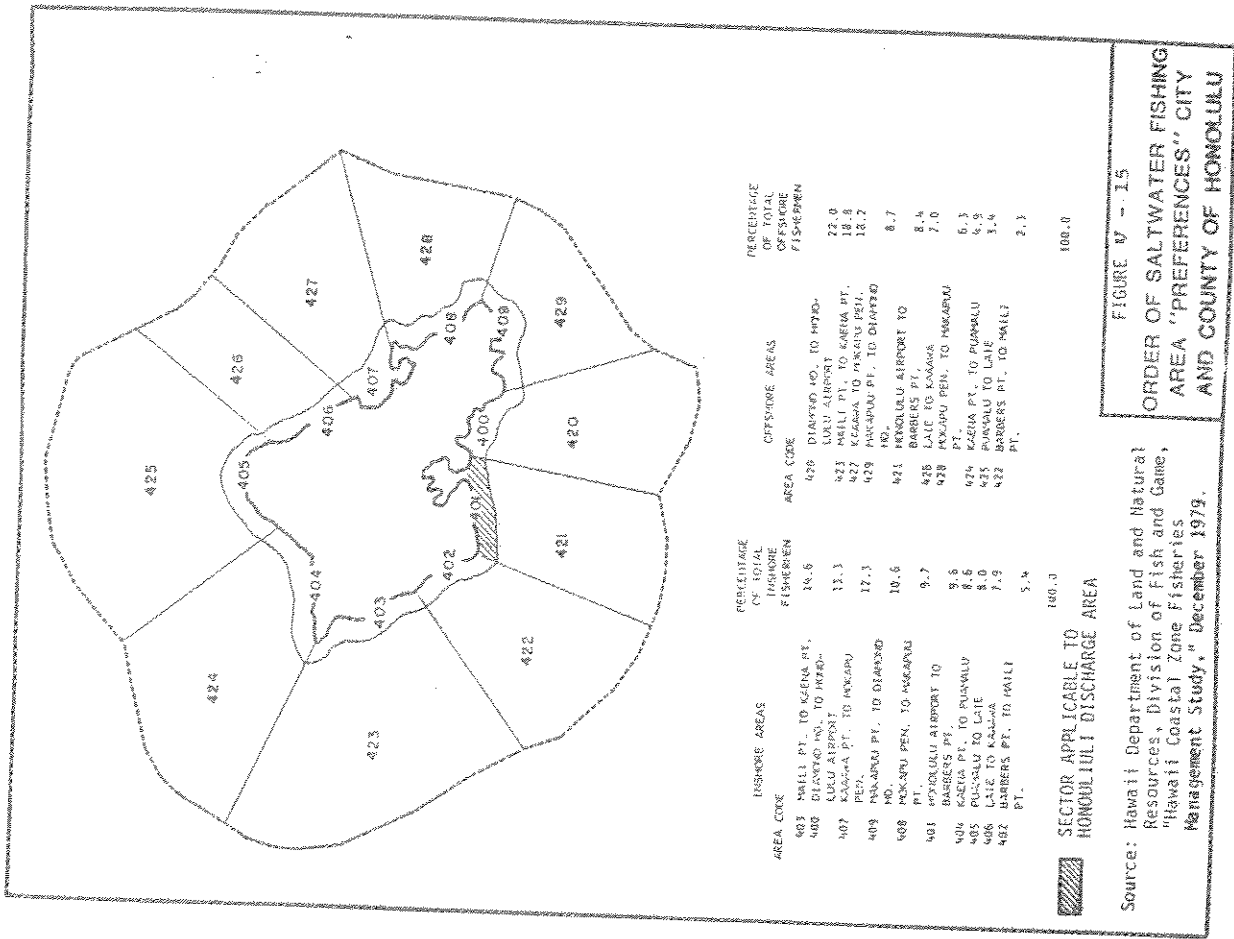 425
426
427
428
429
424
423
422
421
420
405
406
407
408
409
400
401
402
403
404
INSHORE AREAS
AREA CODE
PERCENTAGE
OF TOTAL
INSHORE
FISHERMEN
403 MAILI PT. TO KAENA PT. 14.6
400 DIAMOND HD. TO HONO-
LULU AIRPORT 13.3
407 KAAAWA PT. TO MOKAPU
PEN. 12.3
409 MAKAPUU PT. TO DIAMOND
HD. 10.6
408 MOKAPU PEN. TO MAKAPUU
PT. 9.7
401 HONOLULU AIRPORT TO
BARBERS PT. 9.6
404 KAENA PT. TO PUAMALU 8.6
405 PUAMALU TO LAIE 8.0
406 LAIE TO KAAAWA 7.9
402 BARBERS PT. TO MAILI
PT. 5.4
100.0
OFFSHORE AREAS
AREA CODE
PERCENTAGE
OF TOTAL
OFFSHORE
FISHERMEN
420 DIAMOND HD. TO HONO-
LULU AIRPORT 22.0
423 MAILI PT. TO KAENA PT. 18.8
427 KAAAWA TO MOKAPU PEN. 18.2
429 MAKAPUU PT. TO DIAMOND
HD. 8.7
421 HONOLULU AIRPORT TO
BARBERS PT. 8.4
426 LAIE TO KAAAWA 7.0
428 MOKAPU PEN. TO MAKAPUU
PT. 6.3
424 KAENA PT. TO PUAMALU 4.9
425 PUAMALU TO LAIE 3.4
422 BARBERS PT. TO MAILI
PT. 2.3
100.0
SECTOR APPLICABLE TO
HONOULIULI DISCHARGE AREA
Source: Hawaii Department of Land and Natural
Resources, Division of Fish and Game,
"Hawaii Coastal Zone Fisheries
Management Study," December 1979.
FIGURE V - 15
ORDER OF SALTWATER FISHING
AREA "PREFERENCES" CITY
AND COUNTY OF HONOLULU